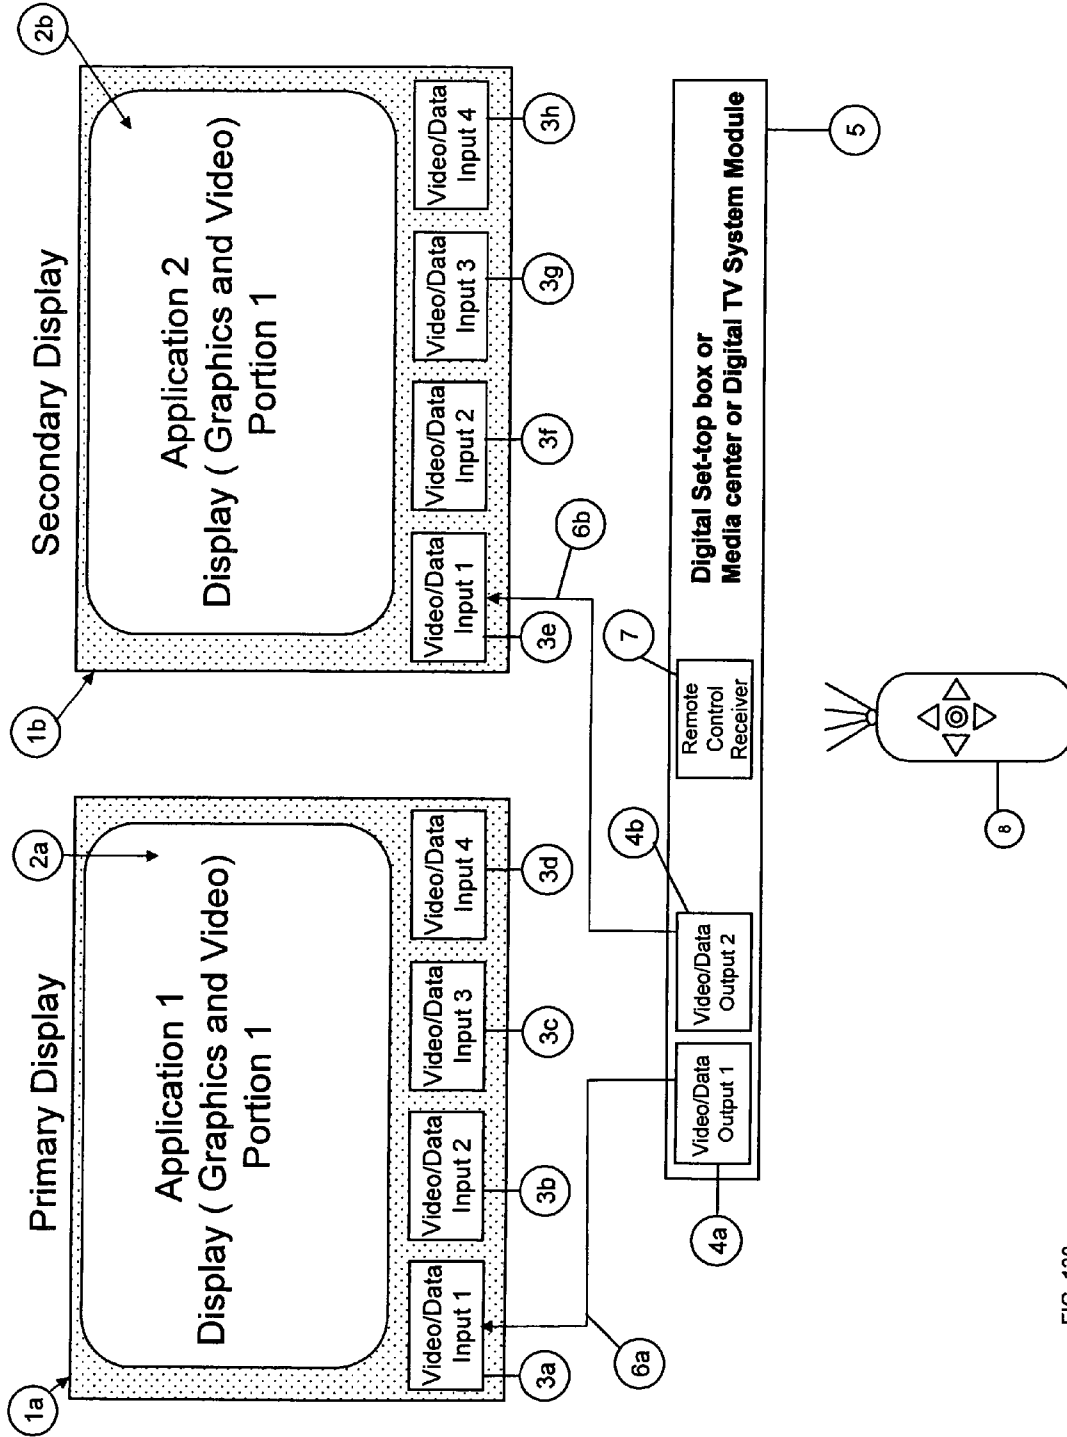 Primary Display
1a
2a
Application 1
Display ( Graphics and Video)
Portion 1
Video/Data
Input 1
Video/Data
Input 2
Video/Data
Input 3
Video/Data
Input 4
3a
3b
3c
3d
Secondary Display
1b
2b
Application 2
Display ( Graphics and Video)
Portion 1
Video/Data
Input 1
Video/Data
Input 2
Video/Data
Input 3
Video/Data
Input 4
3e
3f
3g
3h
6a
6b
4a
Video/Data
Output 1
Video/Data
Output 2
4b
Remote
Control
Receiver
7
Digital Set-top box or
Media center or Digital TV System Module
5
8